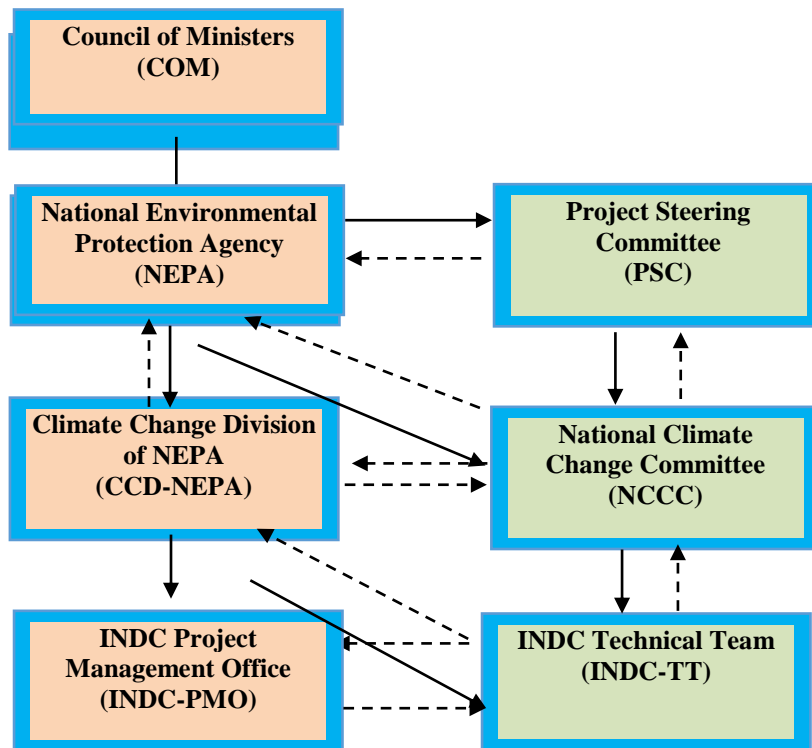 Council of Ministers
(COM)
National Environmental
Protection Agency
(NEPA)
Project Steering
Committee
(PSC)
Climate Change Division
of NEPA
(CCD-NEPA)
National Climate
Change Committee
(NCCC)
INDC Project
Management Office
(INDC-PMO)
INDC Technical Team
(INDC-TT)